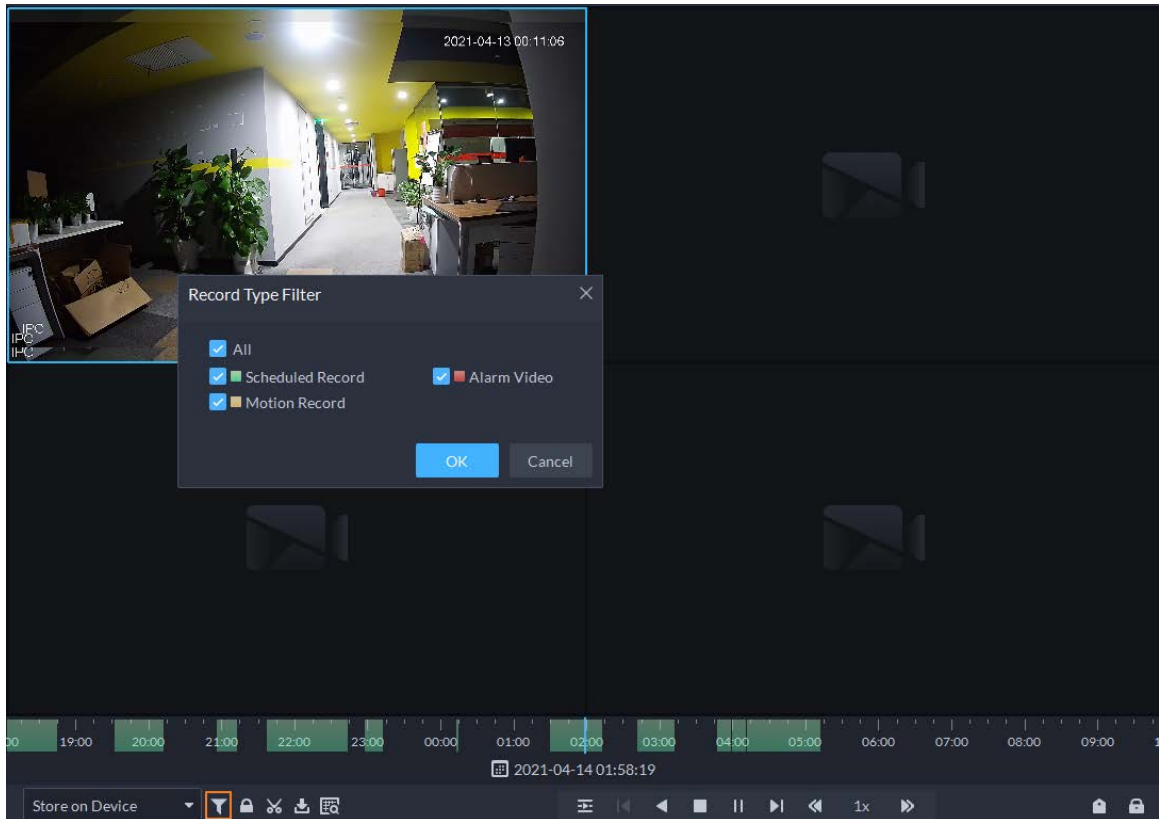 2021-04-13 00:11:06
IPC
IPC
IPC
Record Type Filter
All
Scheduled Record
Alarm Video
Motion Record
OK
Cancel
00 19:00 20:00 21:00 22:00 23:00 00:00 01:00 02:00 03:00 04:00 05:00 06:00 07:00 08:00 09:00 1
2021-04-14 01:58:19
Store on Device
1x